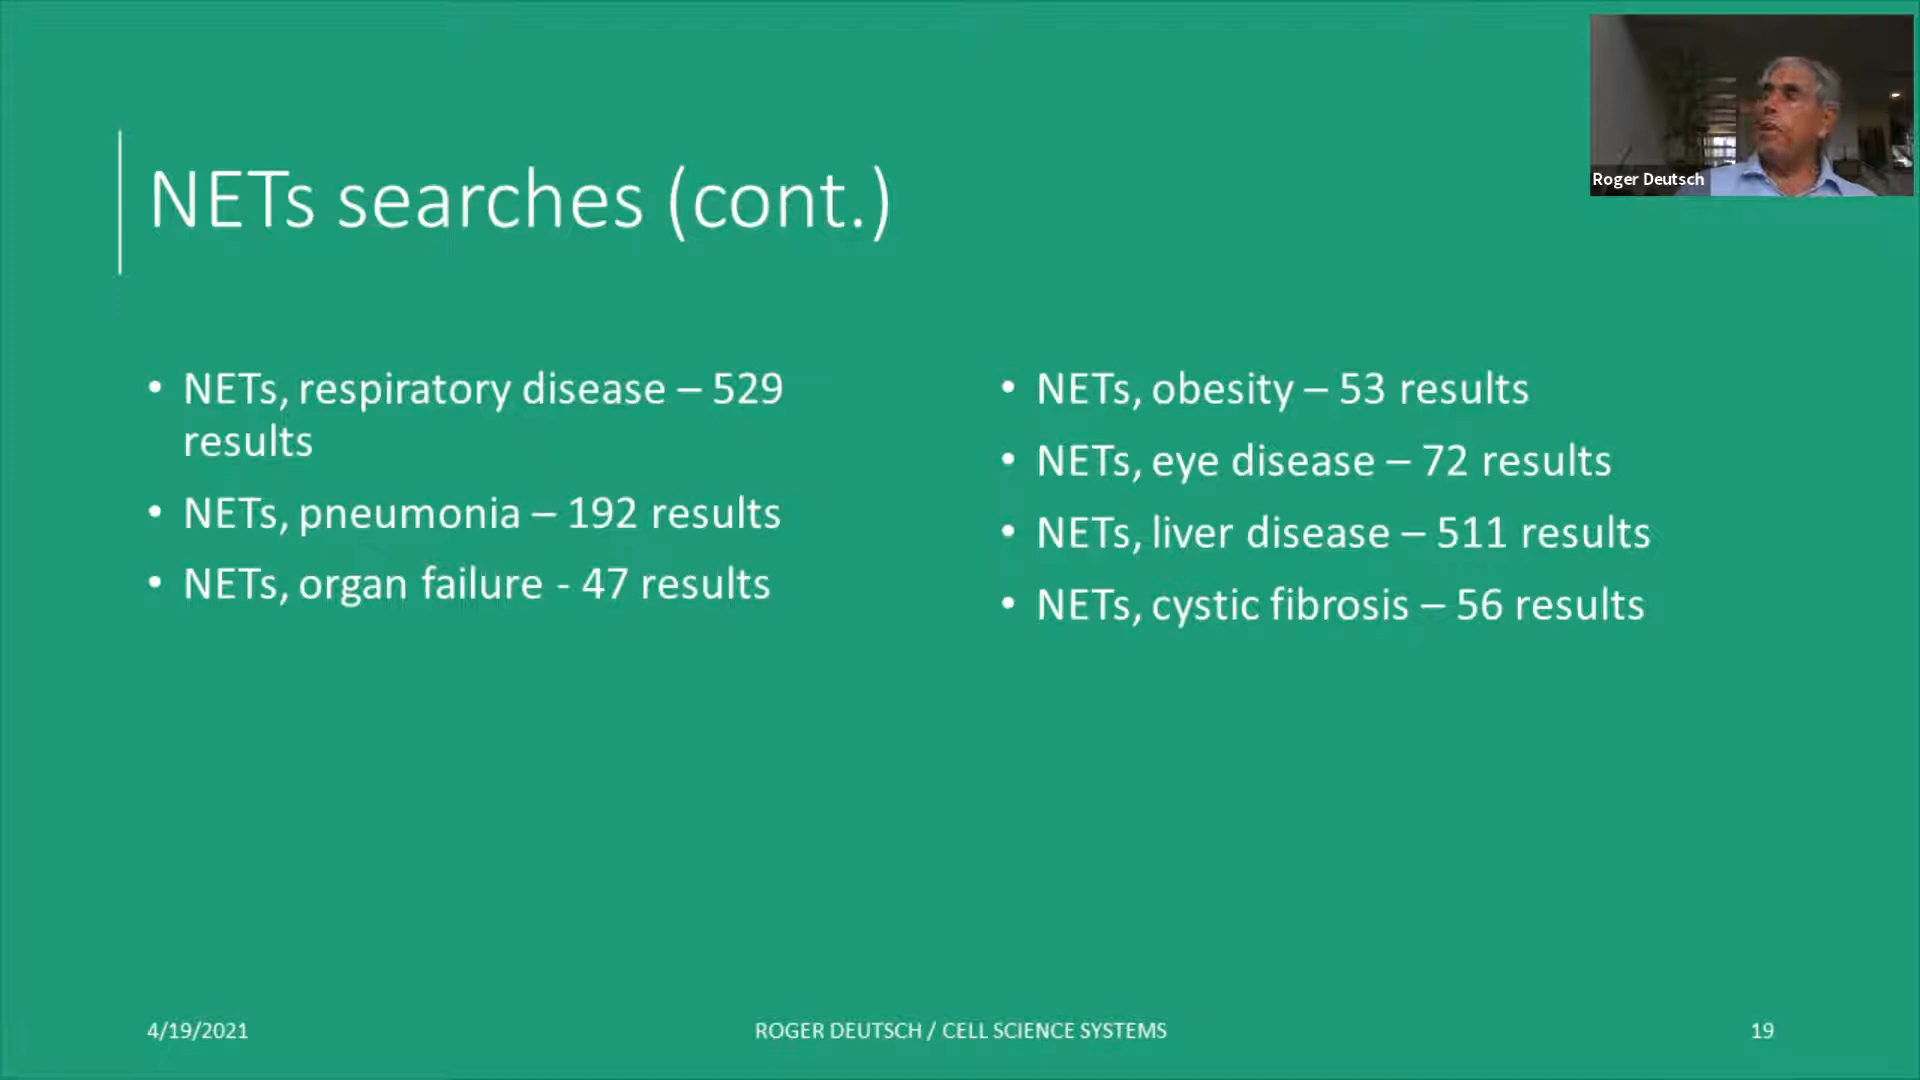 Roger Deutsch
NETs searches (cont.)
• NETs, respiratory disease – 529
results
• NETs, pneumonia – 192 results
• NETs, organ failure - 47 results
• NETs, obesity – 53 results
• NETs, eye disease – 72 results
• NETs, liver disease – 511 results
• NETs, cystic fibrosis – 56 results
4/19/2021
ROGER DEUTSCH / CELL SCIENCE SYSTEMS
19